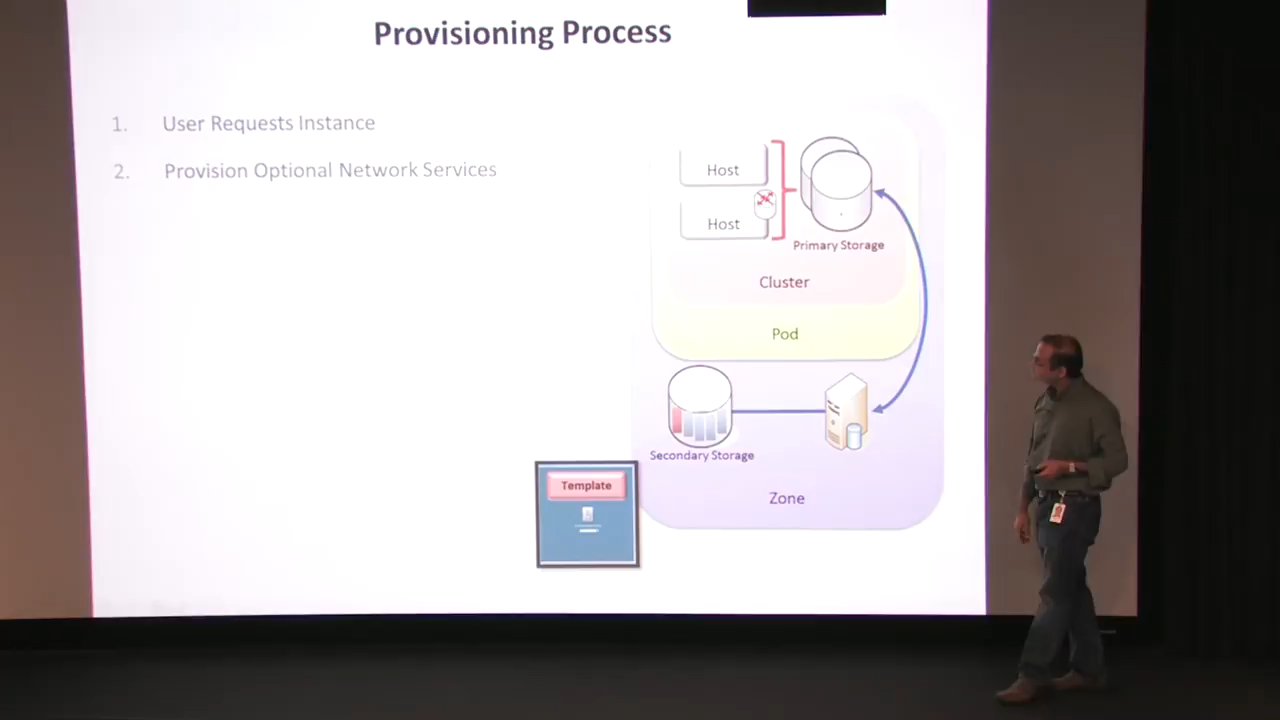 Provisioning Process
1. User Requests Instance
2. Provision Optional Network Services
Host
Host
Primary Storage
Cluster
Pod
Secondary Storage
Template
Zone